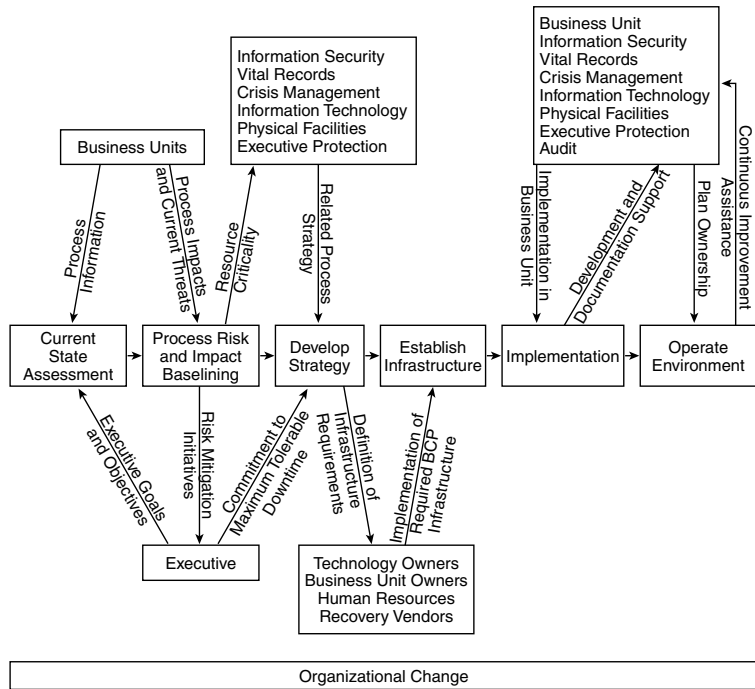 Information Security
Vital Records
Crisis Management
Information Technology
Physical Facilities
Executive Protection
Business Unit
Information Security
Vital Records
Crisis Management
Information Technology
Physical Facilities
Executive Protection
Audit
Business Units
Process
Information
Process Impacts
and Current Threats
Resource
Criticality
Related Process
Strategy
Implementation in
Business Unit
Development and
Documentation Support
Plan Ownership
Continuous Improvement
Assistance
Current
State
Assessment
Process Risk
and Impact
Baselining
Develop
Strategy
Establish
Infrastructure
Implementation
Operate
Environment
Executive Goals
and Objectives
Risk Mitigation
Initiatives
Commitment to
Maximum Tolerable
Downtime
Definition of
Infrastructure
Requirements
Implementation of
Required BCP
Infrastructure
Executive
Technology Owners
Business Unit Owners
Human Resources
Recovery Vendors
Organizational Change